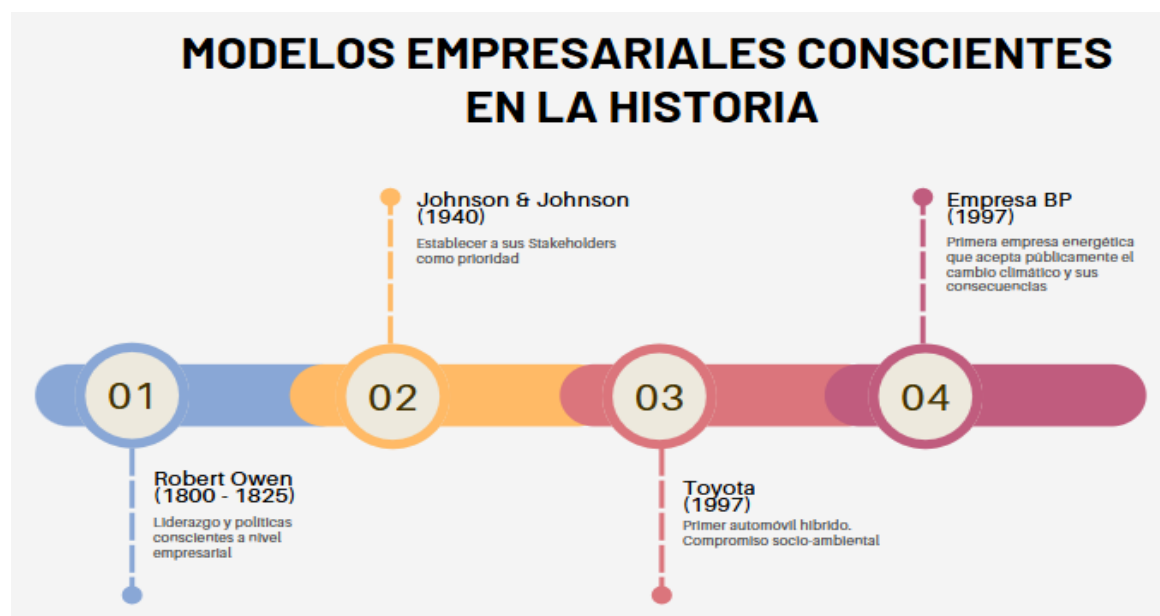 MODELOS EMPRESARIALES CONSCIENTES
EN LA HISTORIA
Johnson & Johnson
(1940)
Establecer a sus Stakeholders
como prioridad
Empresa BP
(1997)
Primera empresa energética
que acepta públicamente el
cambio climático y sus
consecuencias
01
02
03
04
Robert Owen
(1800 - 1825)
Liderazgo y políticas
conscientes a nivel
empresarial
Toyota
(1997)
Primer automóvil híbrido.
Compromiso socio-ambiental